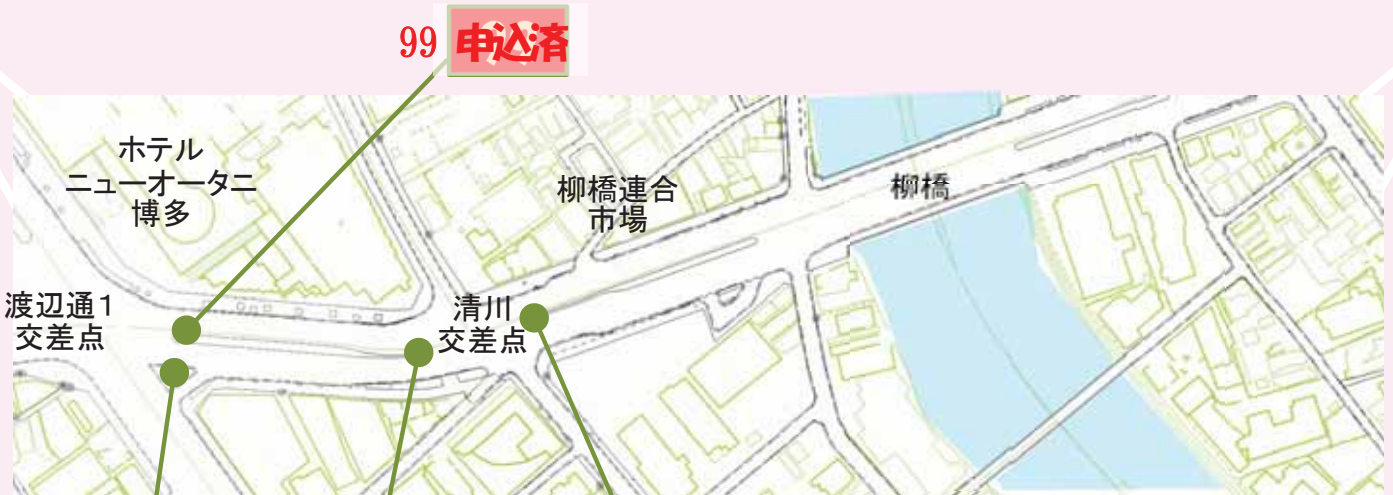 99 申込済
ホテル
ニューオータニ
博多
柳橋連合
市場
柳橋
渡辺通1
交差点
清川
交差点